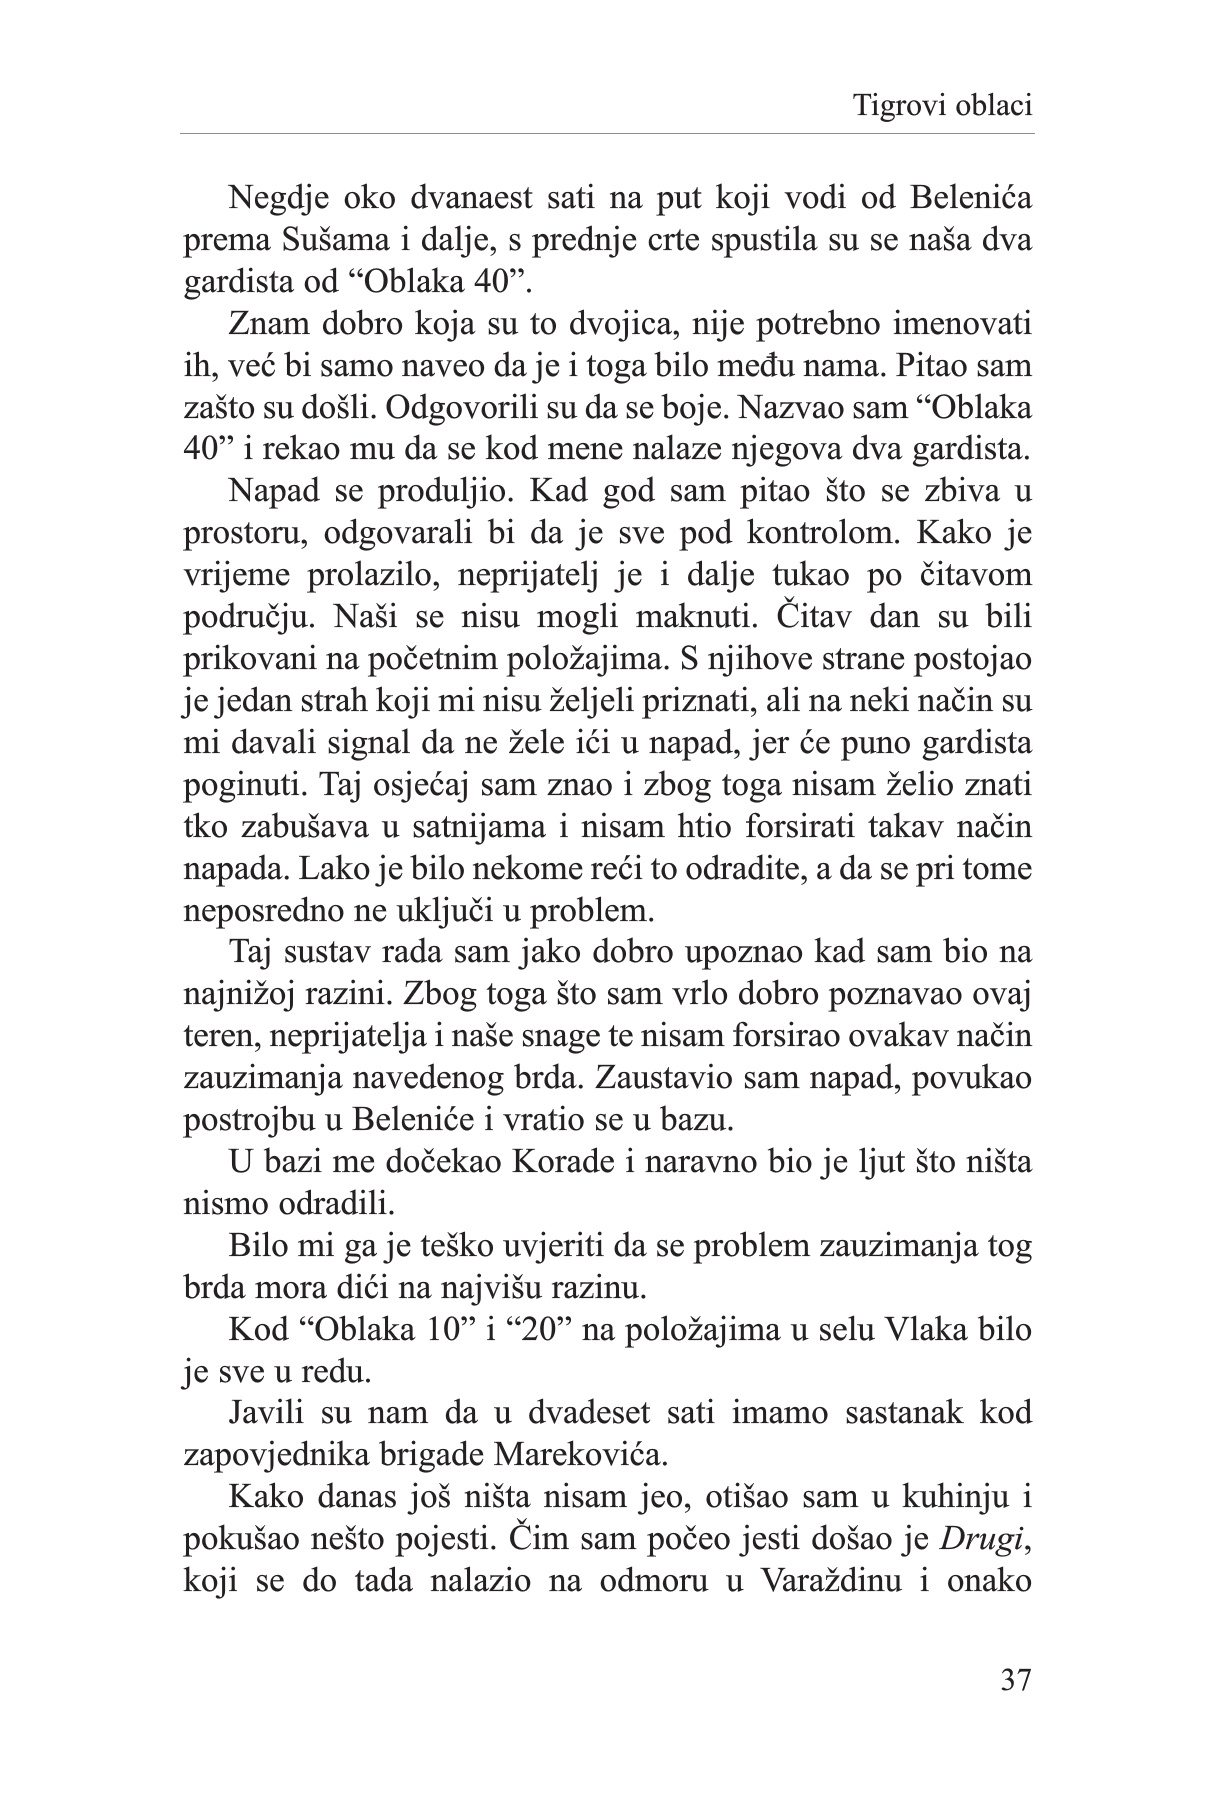 Tigrovi oblaci
Negdje oko dvanaest sati na put koji vodi od Belenića
prema Sušama i dalje, s prednje crte spustila su se naša dva
gardista od “Oblaka 40”.
Znam dobro koja su to dvojica, nije potrebno imenovati
ih, već bi samo naveo da je i toga bilo među nama. Pitao sam
zašto su došli. Odgovorili su da se boje. Nazvao sam “Oblaka
40” i rekao mu da se kod mene nalaze njegova dva gardista.
Napad se produljio. Kad god sam pitao što se zbiva u
prostoru, odgovarali bi da je sve pod kontrolom. Kako je
vrijeme prolazilo, neprijatelj je i dalje tukao po čitavom
području. Naši se nisu mogli maknuti. Čitav dan su bili
prikovani na početnim položajima. S njihove strane postojao
je jedan strah koji mi nisu željeli priznati, ali na neki način su
mi davali signal da ne žele ići u napad, jer će puno gardista
poginuti. Taj osjećaj sam znao i zbog toga nisam želio znati
tko zabušava u satnijama i nisam htio forsirati takav način
napada. Lako je bilo nekome reći to odradite, a da se pri tome
neposredno ne uključi u problem.
Taj sustav rada sam jako dobro upoznao kad sam bio na
najnižoj razini. Zbog toga što sam vrlo dobro poznavao ovaj
teren, neprijatelja i naše snage te nisam forsirao ovakav način
zauzimanja navedenog brda. Zaustavio sam napad, povukao
postrojbu u Beleniće i vratio se u bazu.
U bazi me dočekao Korade i naravno bio je ljut što ništa
nismo odradili.
Bilo mi ga je teško uvjeriti da se problem zauzimanja tog
brda mora dići na najvišu razinu.
Kod “Oblaka 10” i “20” na položajima u selu Vlaka bilo
je sve u redu.
Javili su nam da u dvadeset sati imamo sastanak kod
zapovjednika brigade Marekovića.
Kako danas još ništa nisam jeo, otišao sam u kuhinju i
pokušao nešto pojesti. Čim sam počeo jesti došao je Drugi,
koji se do tada nalazio na odmoru u Varaždinu i onako
37